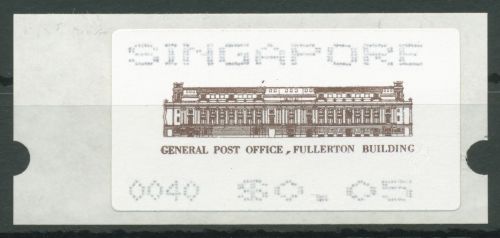 SINGAPORE
GENERAL POST OFFICE, FULLERTON BUILDING
0040 $0.05